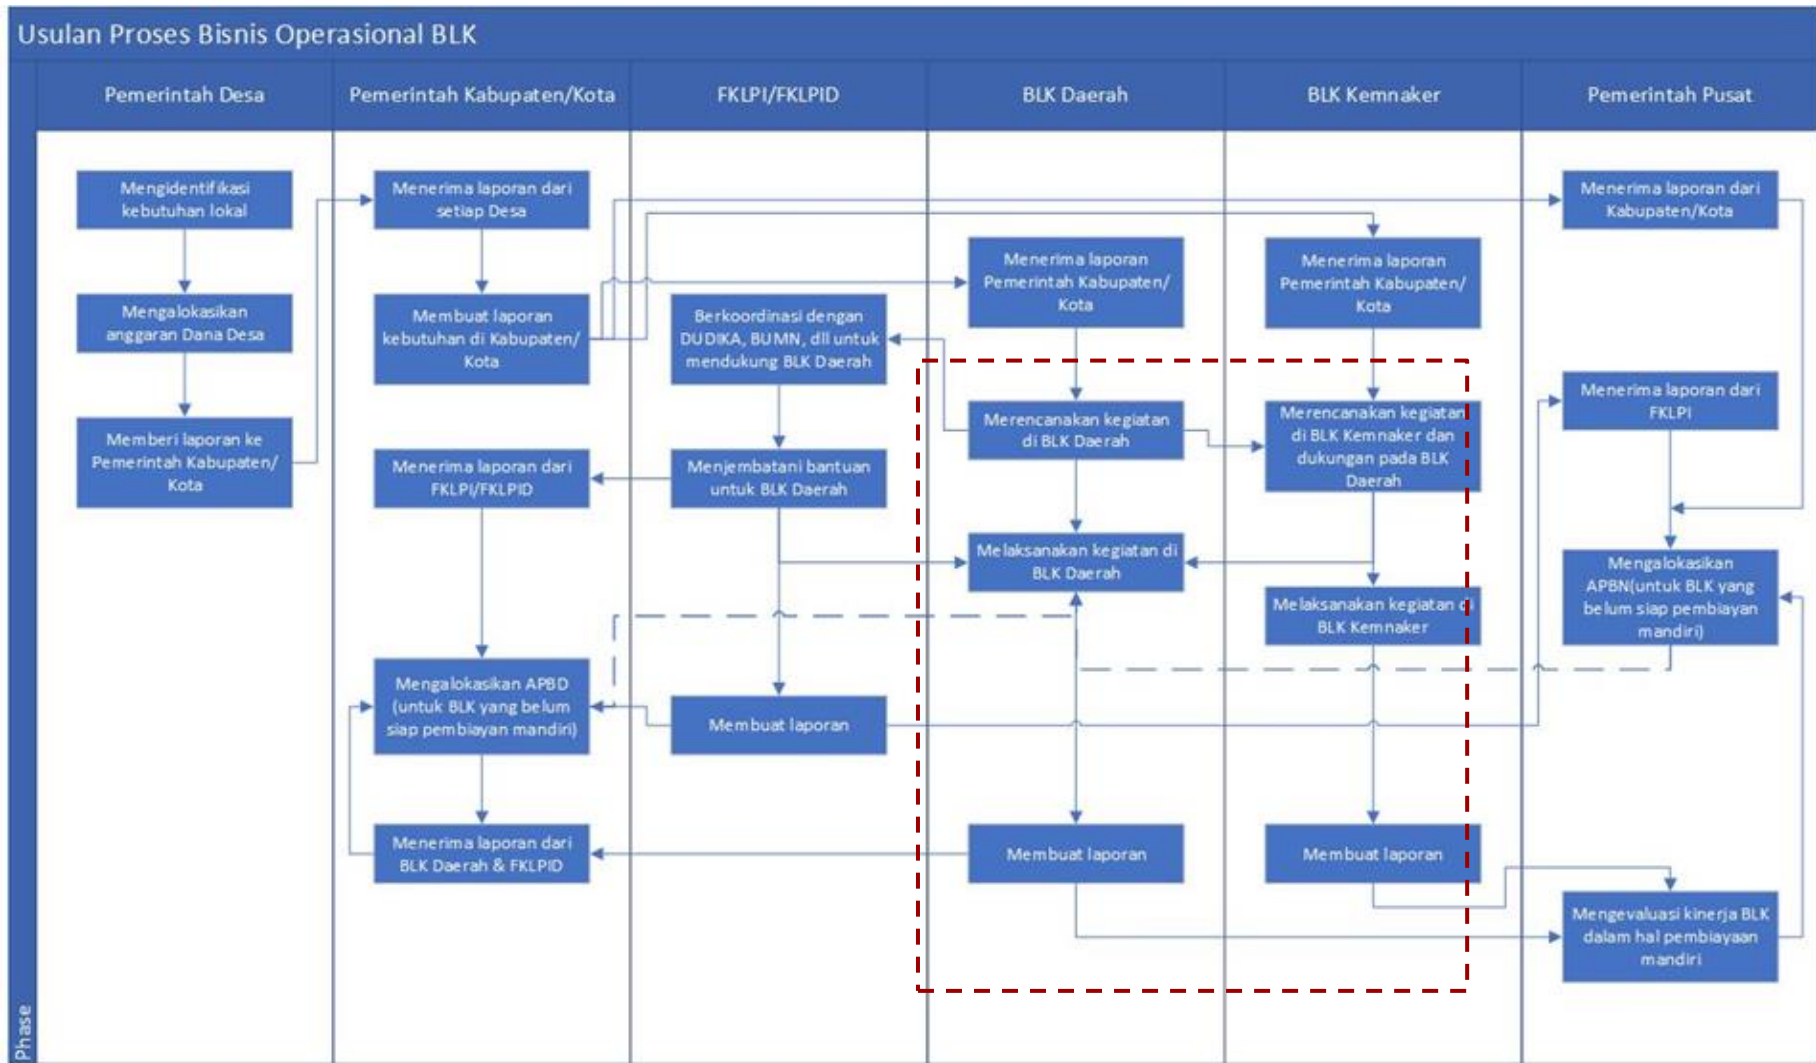 Usulan Proses Bisnis Operasional BLK
Pemerintah Desa
Pemerintah Kabupaten/Kota
FKLPI/FKLPID
BLK Daerah
BLK Kemnaker
Pemerintah Pusat
Mengidentifikasi
kebutuhan lokal
Mengalokasikan
anggaran Dana Desa
Memberi laporan ke
Pemerintah Kabupaten/
Kota
Menerima laporan dari
setiap Desa
Membuat laporan
kebutuhan di Kabupaten/
Kota
Menerima laporan dari
FKLPI/FKLPID
Mengalokasikan APBD
(untuk BLK yang belum
siap pembiayan mandiri)
Menerima laporan dari
BLK Daerah & FKLPID
Berkoordinasi dengan
DUDIKA, BUMN, dll untuk
mendukung BLK Daerah
Menjembatani bantuan
untuk BLK Daerah
Membuat laporan
Menerima laporan
Pemerintah Kabupaten/
Kota
Merencanakan kegiatan
di BLK Daerah
Melaksanakan kegiatan di
BLK Daerah
Membuat laporan
Menerima laporan
Pemerintah Kabupaten/
Kota
Merencanakan kegiatan
di BLK Kemnaker dan
dukungan pada BLK
Daerah
Melaksanakan kegiatan di
BLK Kemnaker
Membuat laporan
Menerima laporan dari
Kabupaten/Kota
Menerima laporan dari
FKLPI
Mengalokasikan
APBN(untuk BLK yang
belum siap pembiayan
mandiri)
Mengevaluasi kinerja BLK
dalam hal pembiayaan
mandiri
Phase